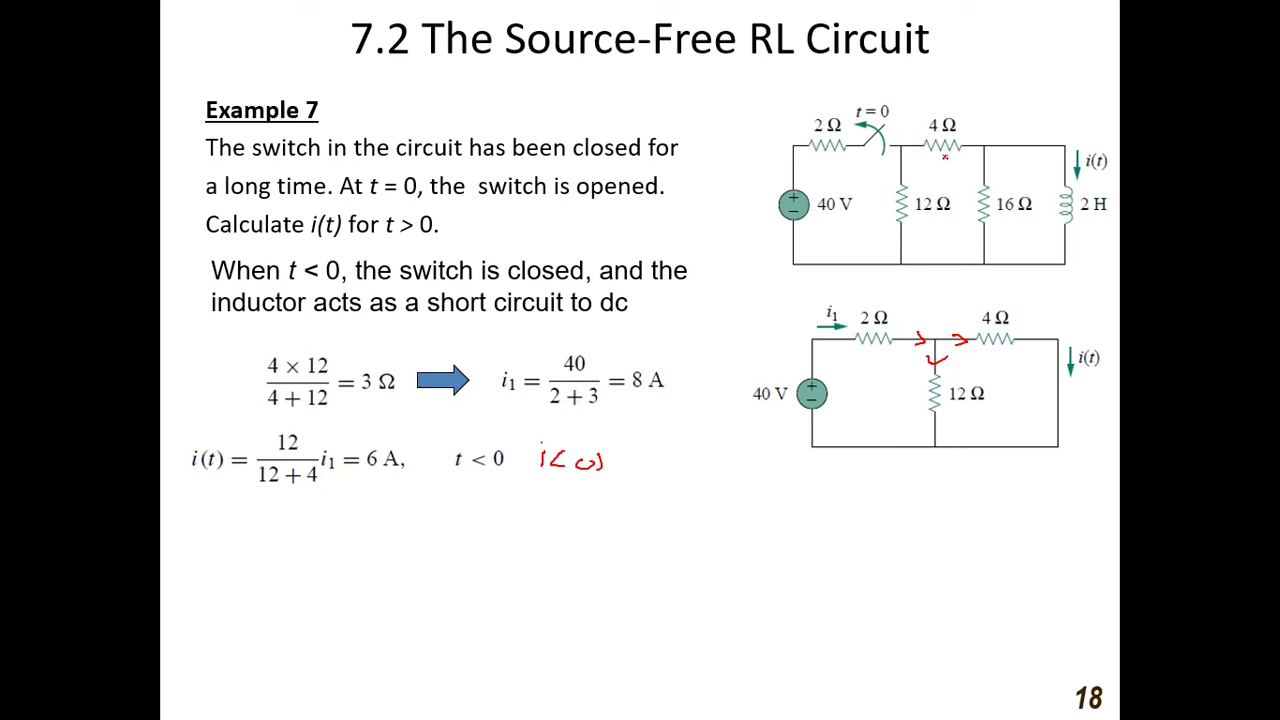 7.2 The Source-Free RL Circuit
Example 7
The switch in the circuit has been closed for
a long time. At t = 0, the switch is opened.
Calculate i(t) for t > 0.
When t < 0, the switch is closed, and the
inductor acts as a short circuit to dc
4 × 12
4 + 12
= 3 Ω
i₁ = 40
2 + 3
= 8 A
i(t) = 12
12 + 4
i₁ = 6 A, t < 0
t = 0
2 Ω
4 Ω
i(t)
+
−
40 V
12 Ω
16 Ω
2 H
i₁
2 Ω
4 Ω
i(t)
40 V
+
−
12 Ω
18